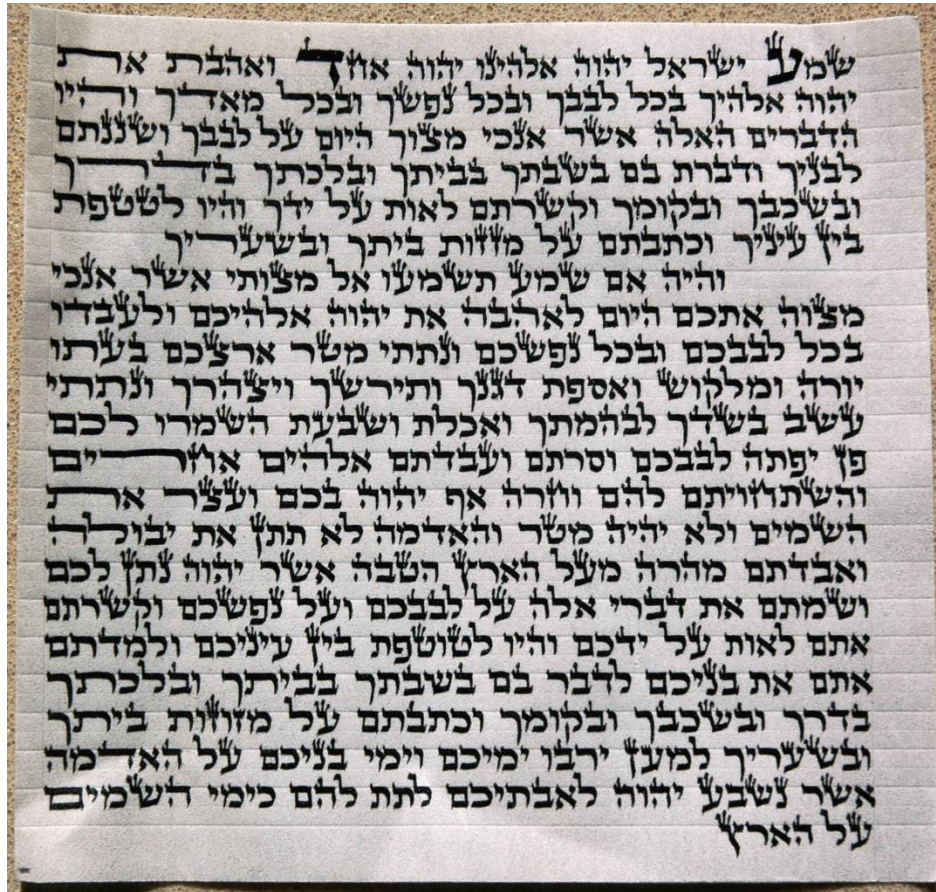 שמע ישראל יהוה אלהינו יהוה אחד ואהבת את
יהוה אלהיך בכל לבבך ובכל נפשך ובכל מאדך והיו
הדברים האלה אשר אנכי מצוך היום על לבבך ושננתם
לבניך ודברת בם בשבתך בביתך ובלכתך בדרך
ובשכבך ובקומך וקשרתם לאות על ידך והיו לטטפת
בין עיניך וכתבתם על מזזות ביתך ובשעריך
והיה אם שמע תשמעו אל מצותי אשר אנכי
מצוה אתכם היום לאהבה את יהוה אלהיכם ולעבדו
בכל לבבכם ובכל נפשכם ונתתי מטר ארצכם בעתו
יורה ומלקוש ואספת דגנך ותירשך ויצהרך ונתתי
עשב בשדך לבהמתך ואכלת ושבעת השמרו לכם
פן יפתה לבבכם וסרתם ועבדתם אלהים אחרים
והשתחויתם להם וחרה אף יהוה בכם ועצר את
השמים ולא יהיה מטר והאדמה לא תתן את יבולה
ואבדתם מהרה מעל הארץ הטבה אשר יהוה נתן לכם
ושמתם את דברי אלה על לבבכם ועל נפשכם וקשרתם
אתם לאות על ידכם והיו לטוטפת בין עיניכם ולמדתם
אתם את בניכם לדבר בם בשבתך בביתך ובלכתך
בדרך ובשכבך ובקומך וכתבתם על מזוזות ביתך
ובשעריך למען ירבו ימיכם וימי בניכם על האדמה
אשר נשבע יהוה לאבתיכם לתת להם כימי השמים
על הארץ